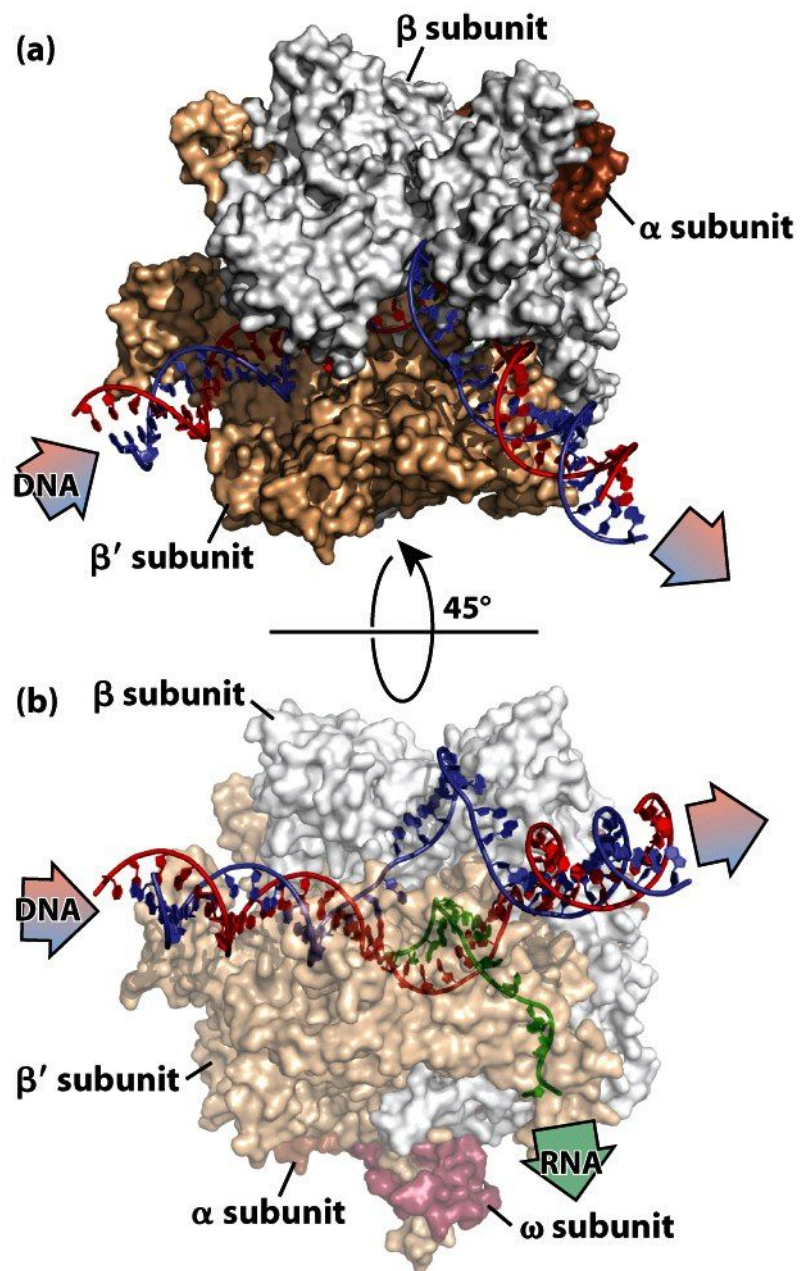 (a)
β subunit
α subunit
DNA
β′ subunit
45°
(b)
β subunit
DNA
β′ subunit
RNA
α subunit
ω subunit